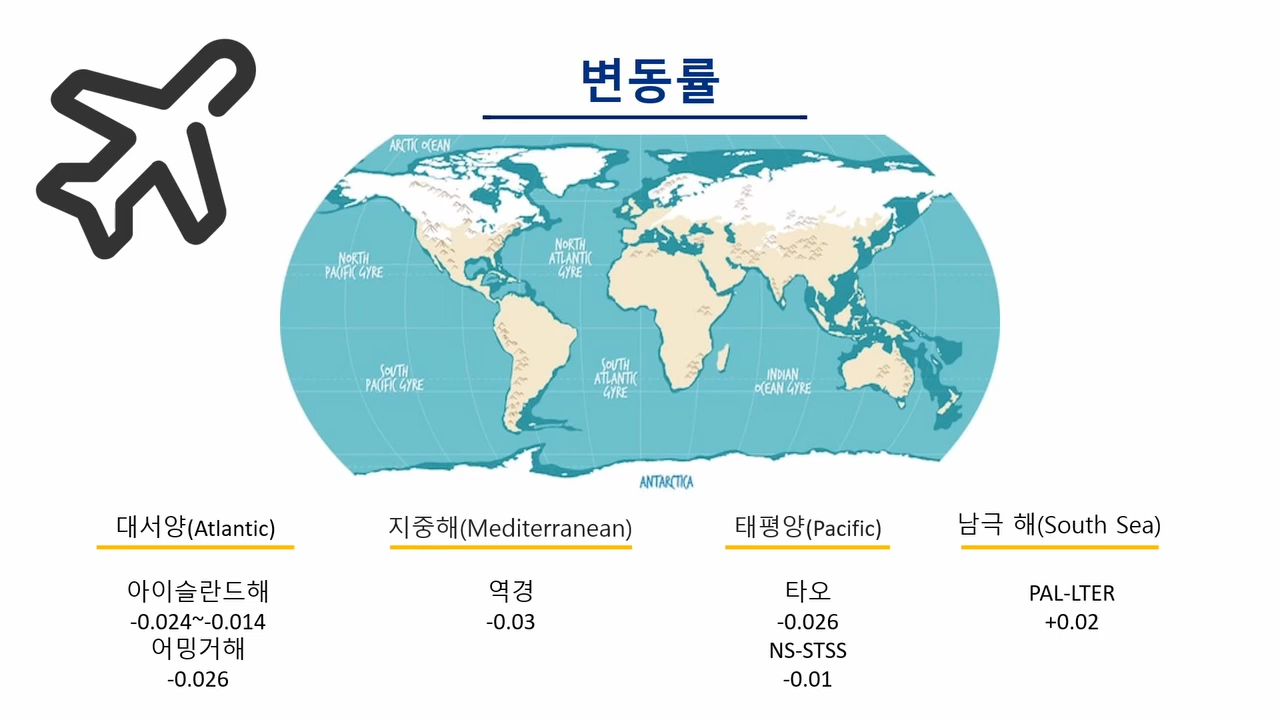 변동률
ARCTIC OCEAN
NORTH
PACIFIC GYRE
NORTH
ATLANTIC
GYRE
SOUTH
PACIFIC GYRE
SOUTH
ATLANTIC
GYRE
INDIAN
OCEAN GYRE
ANTARCTICA
대서양(Atlantic)
아이슬란드해
-0.024~-0.014
어밍거해
-0.026
지중해(Mediterranean)
역경
-0.03
태평양(Pacific)
타오
-0.026
NS-STSS
-0.01
남극 해(South Sea)
PAL-LTER
+0.02